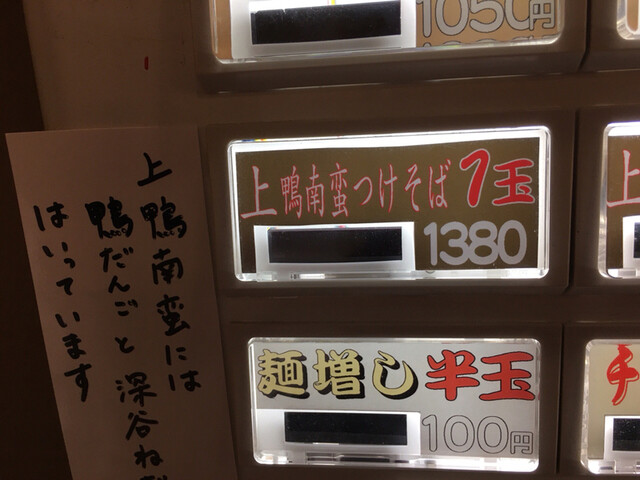 1050円
上鴨南蛮つけそば1玉
1380
麺増し半玉
100円
上鴨南蛮には
鴨だんごと深谷ね
はいっています
上
手